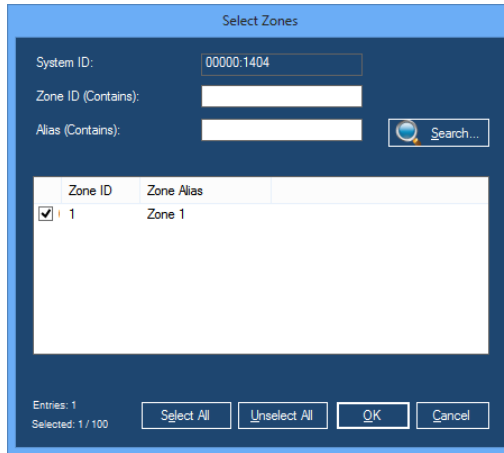 Select Zones
System ID: 00000:1404
Zone ID (Contains):
Alias (Contains): Search...
Zone ID Zone Alias
1 Zone 1
Entries: 1
Selected: 1 / 100
Select All Unselect All OK Cancel